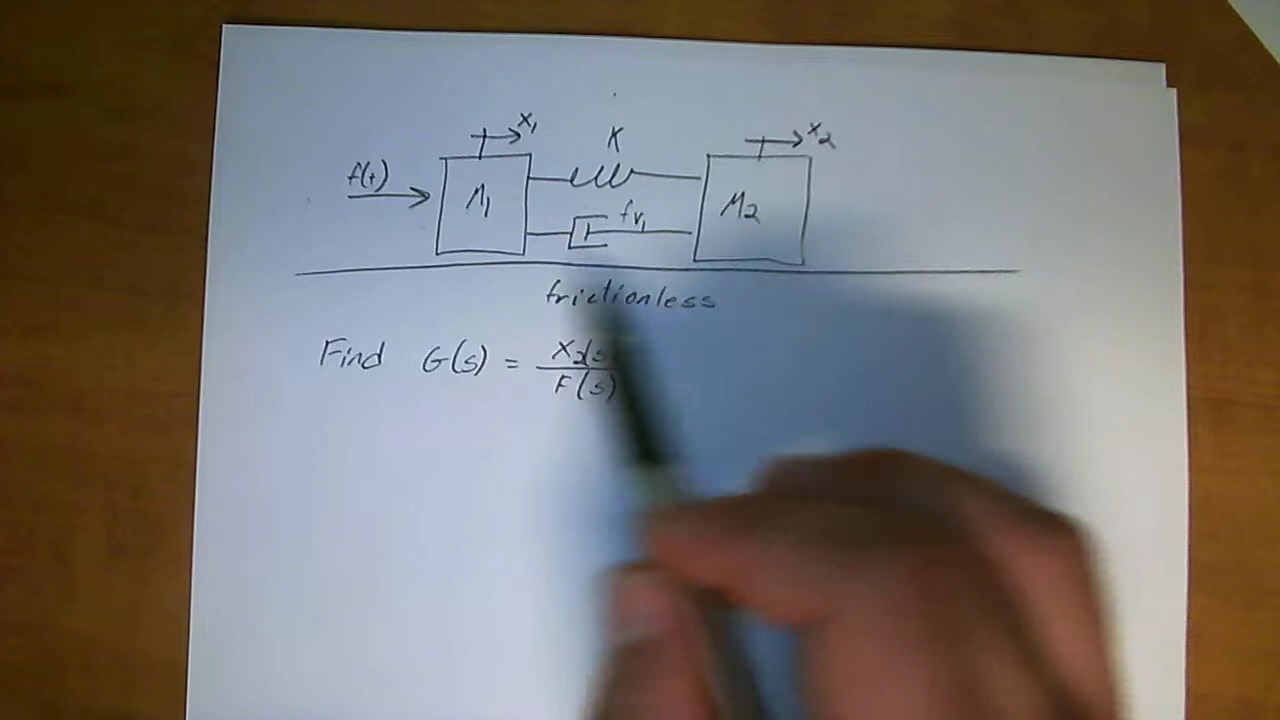 x₁ K x₂
f(t) M₁ fv₁ M₂
frictionless
Find G(s) = X₂(s / F(s)